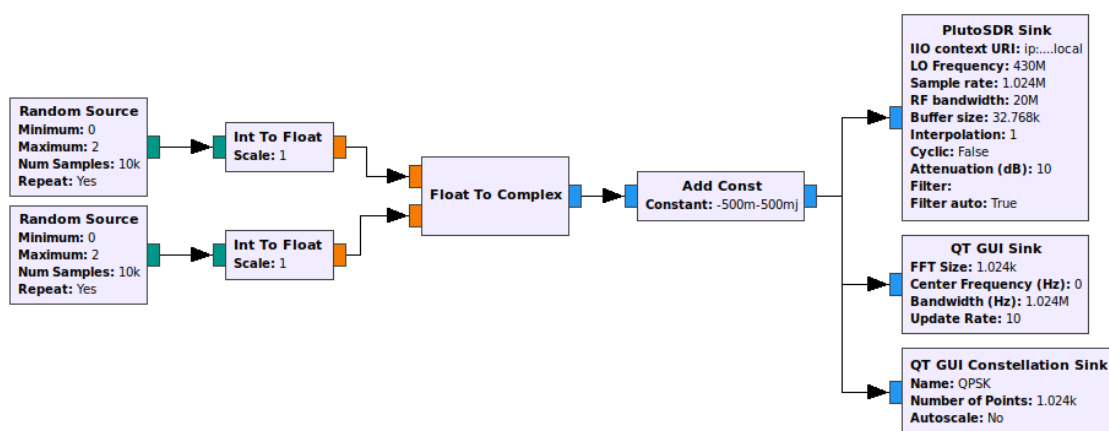 Random Source
Minimum: 0
Maximum: 2
Num Samples: 10k
Repeat: Yes
Random Source
Minimum: 0
Maximum: 2
Num Samples: 10k
Repeat: Yes
Int To Float
Scale: 1
Int To Float
Scale: 1
Float To Complex
Add Const
Constant: -500m-500mj
PlutoSDR Sink
IIO context URI: ip:....local
LO Frequency: 430M
Sample rate: 1.024M
RF bandwidth: 20M
Buffer size: 32.768k
Interpolation: 1
Cyclic: False
Attenuation (dB): 10
Filter:
Filter auto: True
QT GUI Sink
FFT Size: 1.024k
Center Frequency (Hz): 0
Bandwidth (Hz): 1.024M
Update Rate: 10
QT GUI Constellation Sink
Name: QPSK
Number of Points: 1.024k
Autoscale: No